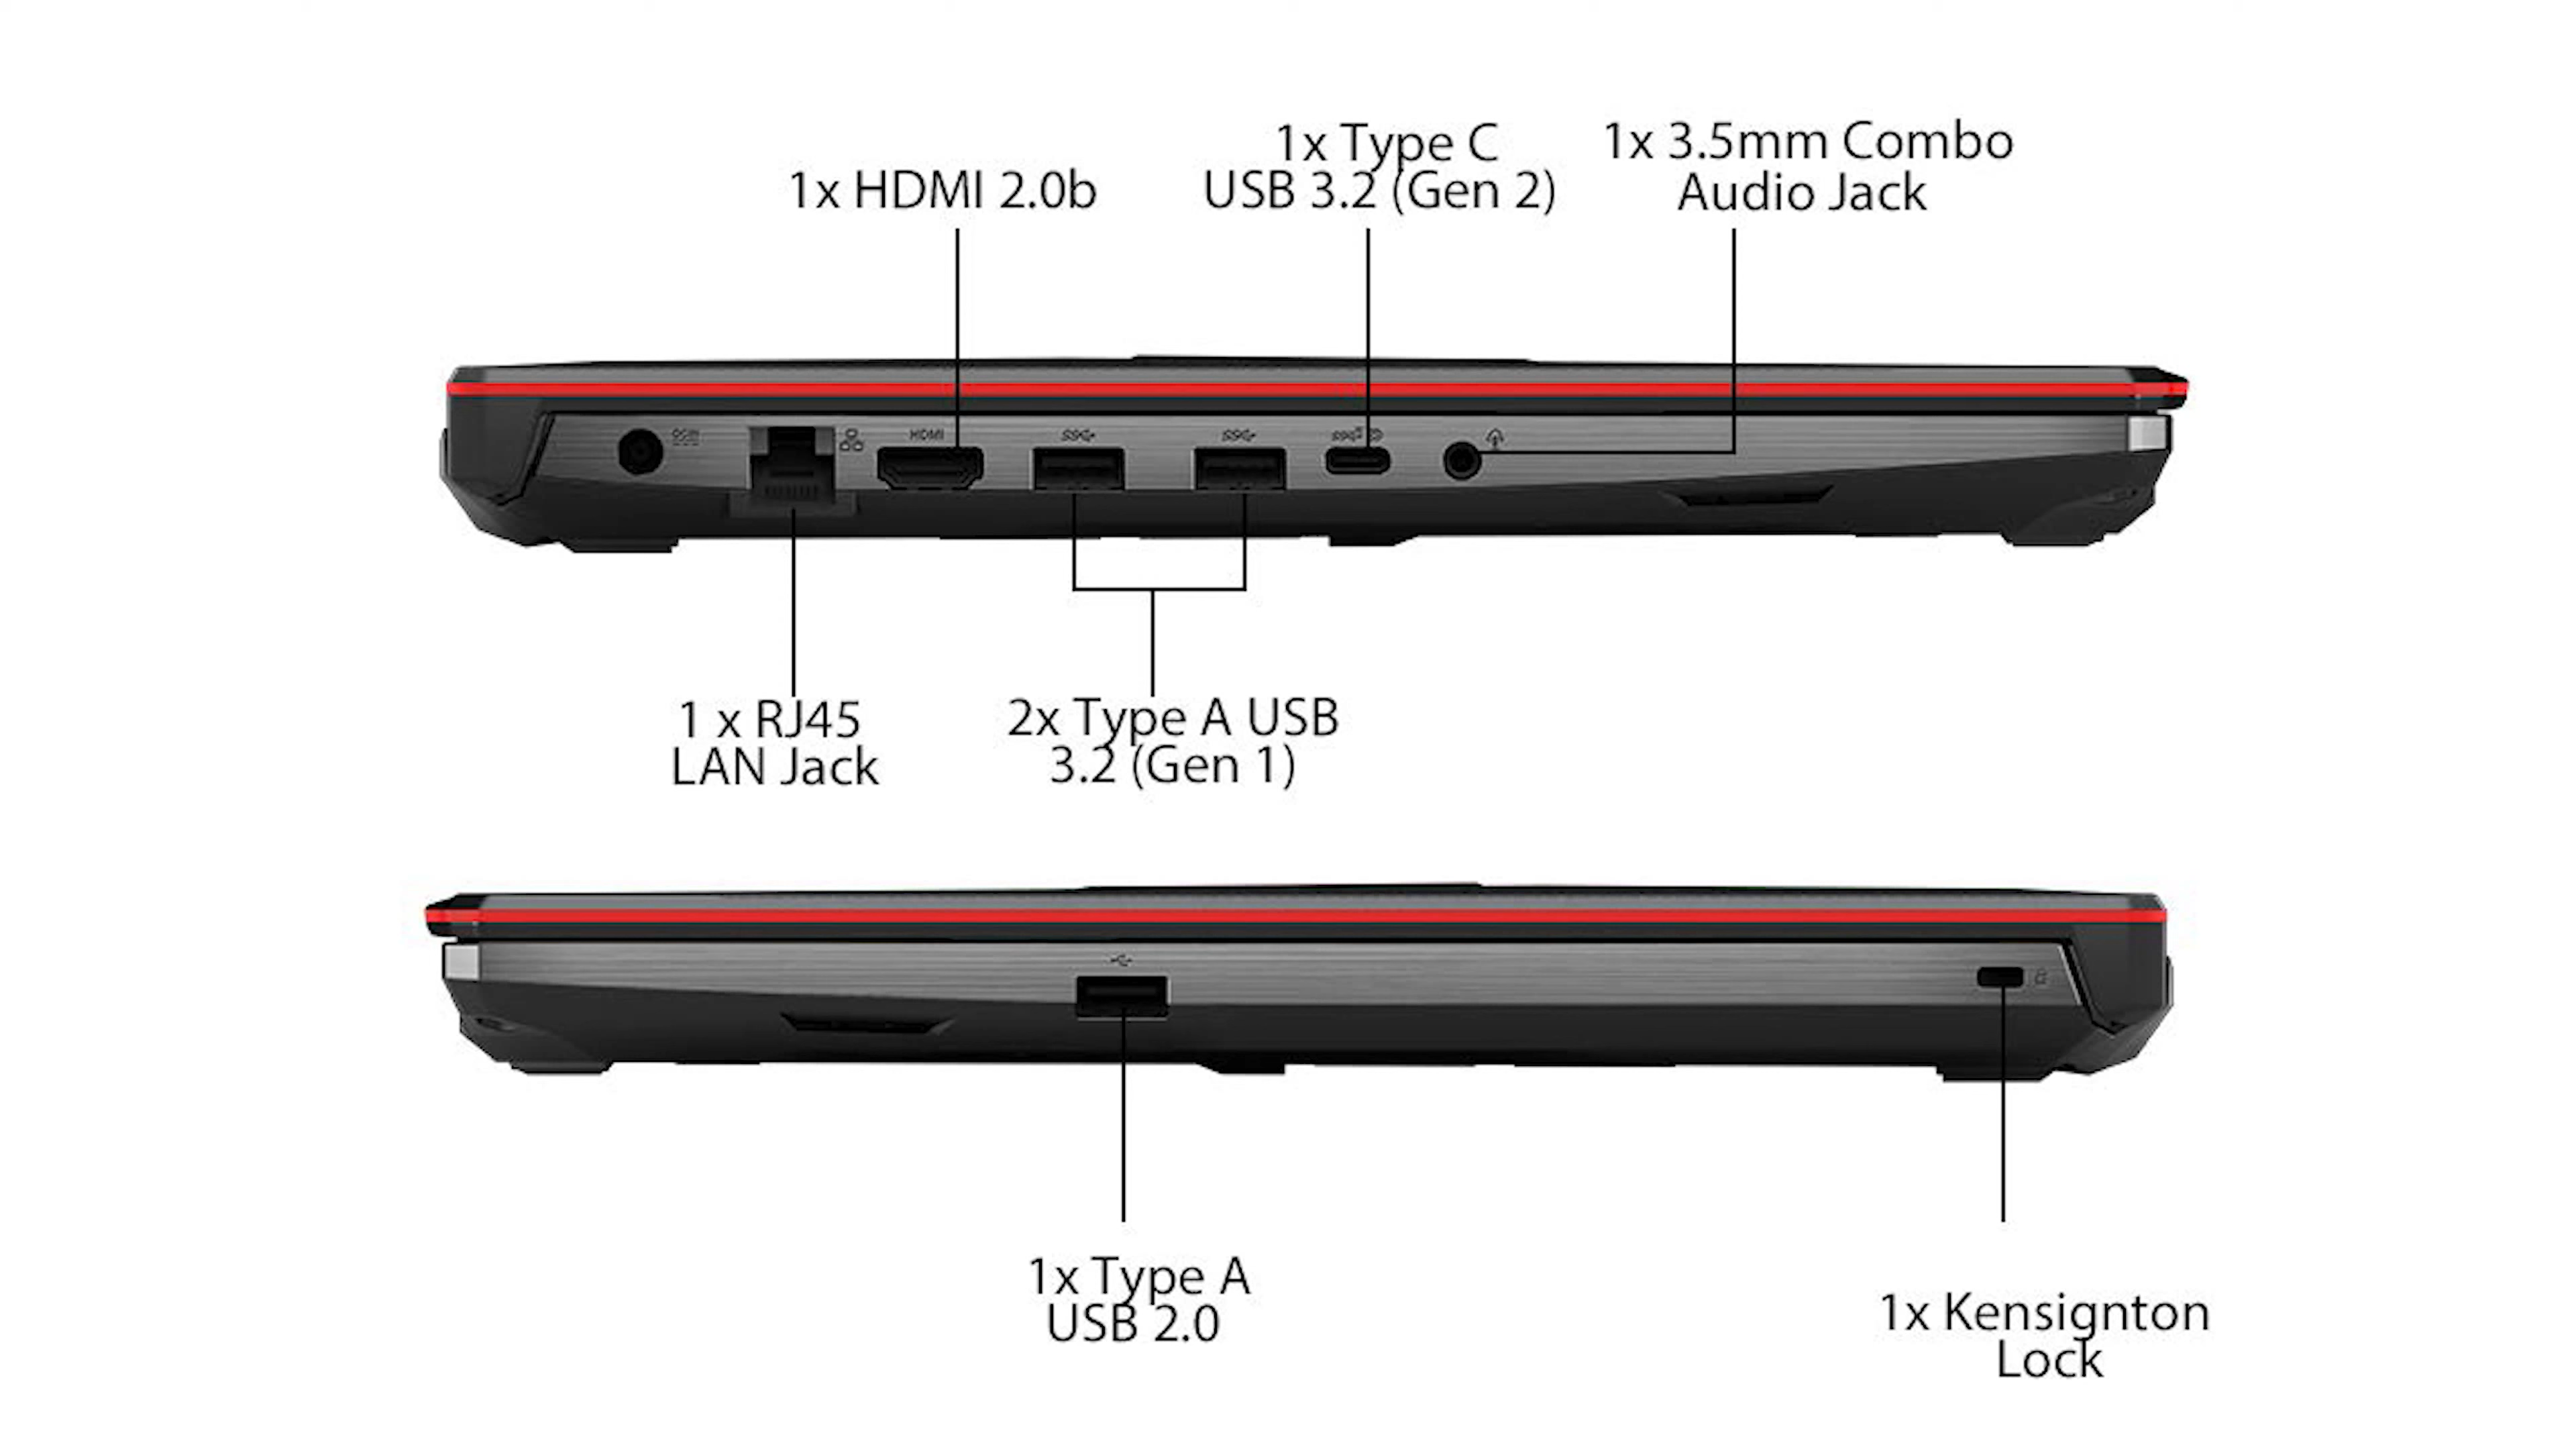 1x HDMI 2.0b
1x Type C
USB 3.2 (Gen 2)
1x 3.5mm Combo
Audio Jack
HDMI
1 x RJ45
LAN Jack
2x Type A USB
3.2 (Gen 1)
1x Type A
USB 2.0
1x Kensignton
Lock